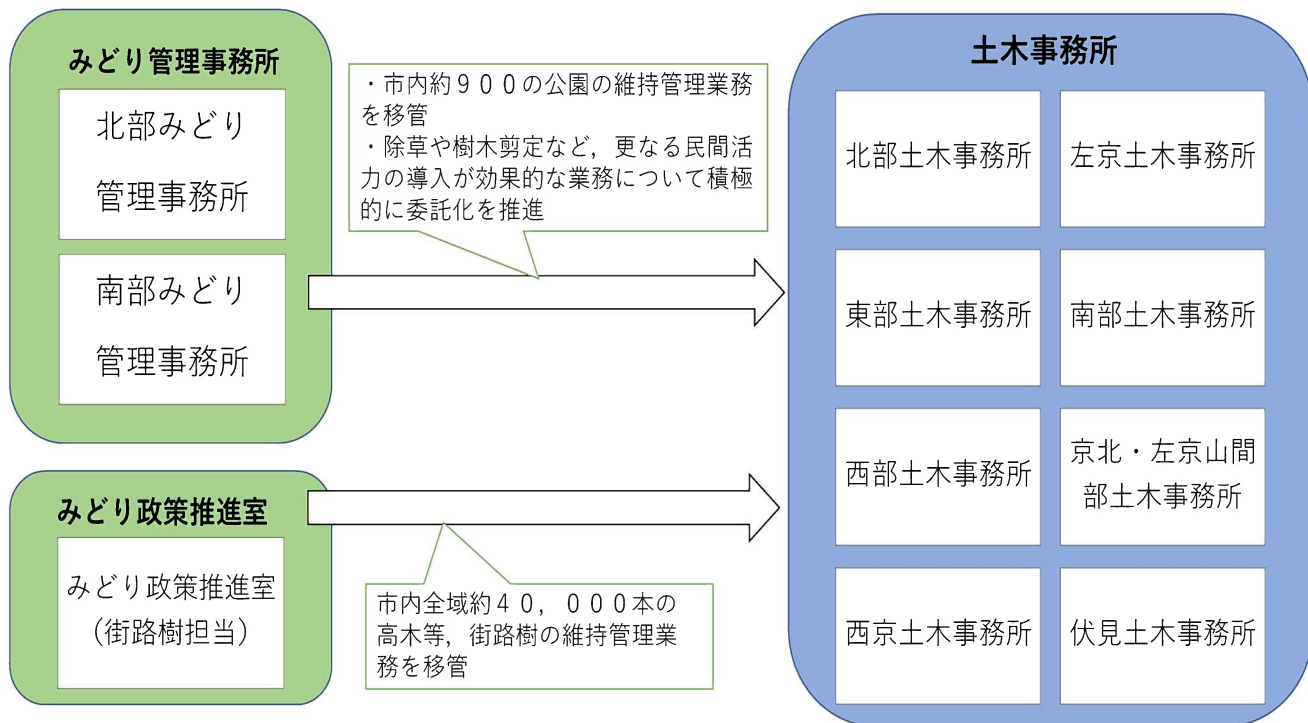 みどり管理事務所
北部みどり
管理事務所
南部みどり
管理事務所
・市内約９００の公園の維持管理業務
を移管
・除草や樹木剪定など，更なる民間活
力の導入が効果的な業務について積極
的に委託化を推進
みどり政策推進室
みどり政策推進室
（街路樹担当）
市内全域約４０，０００本の
高木等，街路樹の維持管理業
務を移管
土木事務所
北部土木事務所
左京土木事務所
東部土木事務所
南部土木事務所
西部土木事務所
京北・左京山間
部土木事務所
西京土木事務所
伏見土木事務所